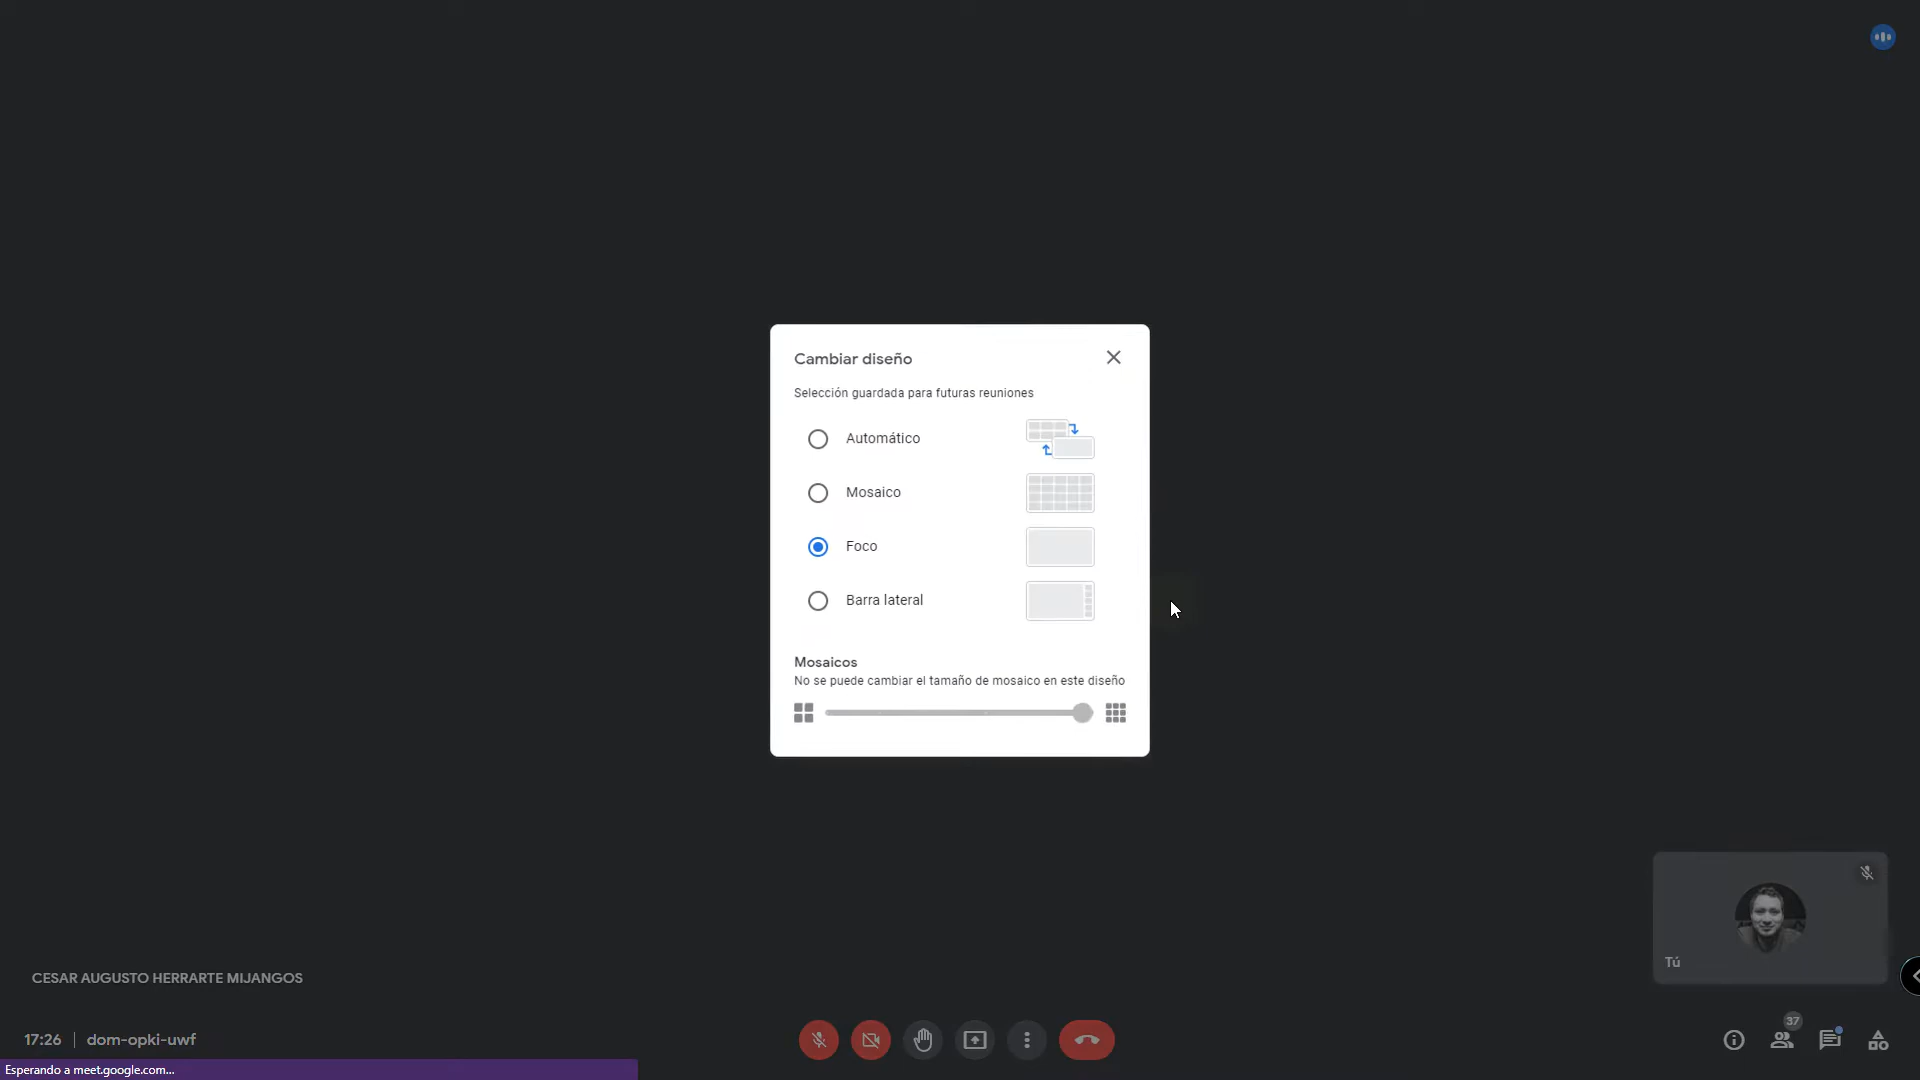 Cambiar diseño
Selección guardada para futuras reuniones
Automático
Mosaico
Foco
Barra lateral
Mosaicos
No se puede cambiar el tamaño de mosaico en este diseño
Tú
CESAR AUGUSTO HERRARTE MIJANGOS
17:26 | dom-opki-uwf
37
Esperando a meet.google.com...